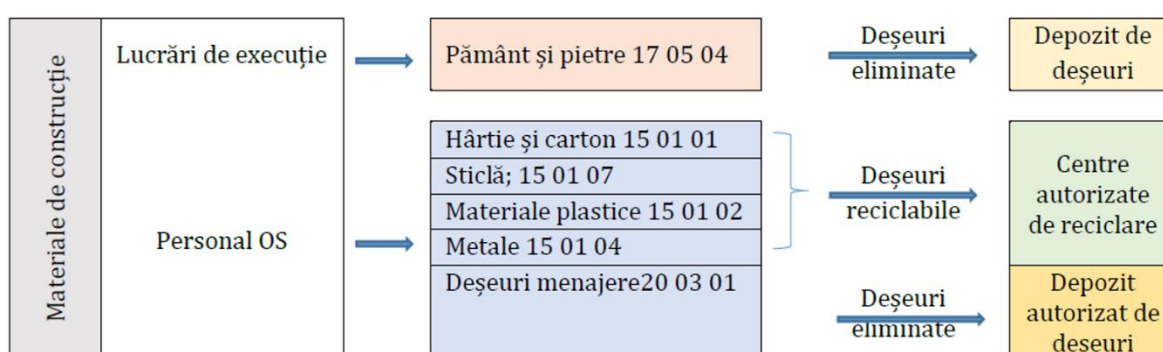 Materiale de construcție
Lucrări de execuție
Pământ și pietre 17 05 04
Deșeuri
eliminate
Depozit de
deșeuri
Personal OS
Hârtie și carton 15 01 01
Sticlă; 15 01 07
Materiale plastice 15 01 02
Metale 15 01 04
Deșeuri menajere20 03 01
Deșeuri
reciclabile
Centre
autorizate
de reciclare
Deșeuri
eliminate
Depozit
autorizat de
deșeuri